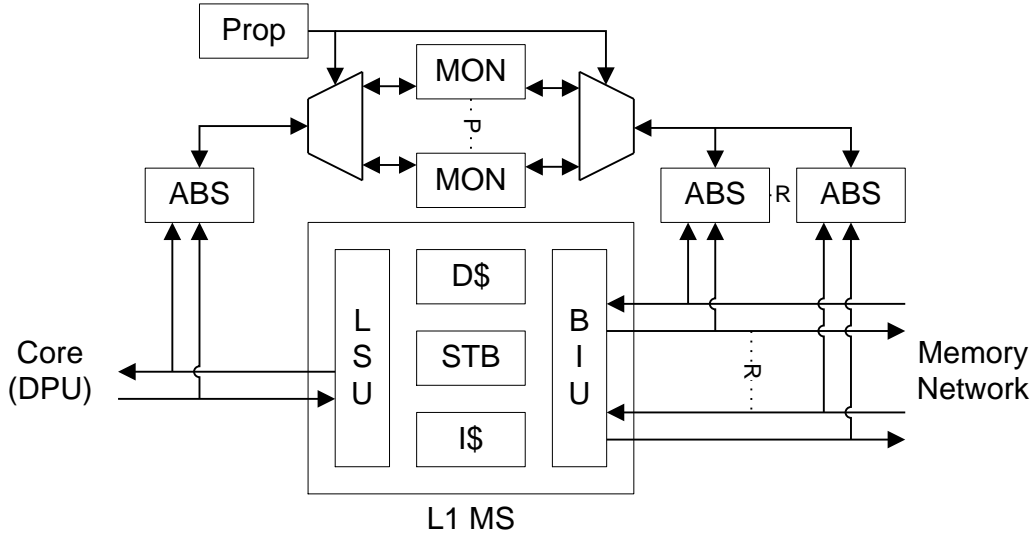 Prop
MON
P
MON
ABS
ABS
R
ABS
L
S
U
D$
STB
I$
B
I
U
R
Core
(DPU)
Memory
Network
L1 MS